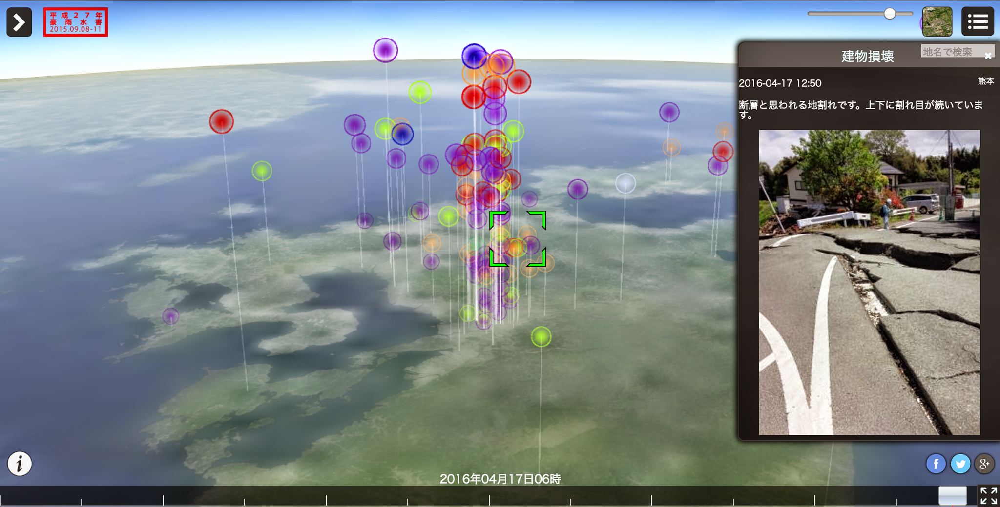 平成27年
豪雨水害
2015.09.08-11
地名で検索
建物損壊
2016-04-17 12:50
熊本
断層と思われる地割れです。上下に割れ目が続いていま
す。
i
f
g+
2016年04月17日06時